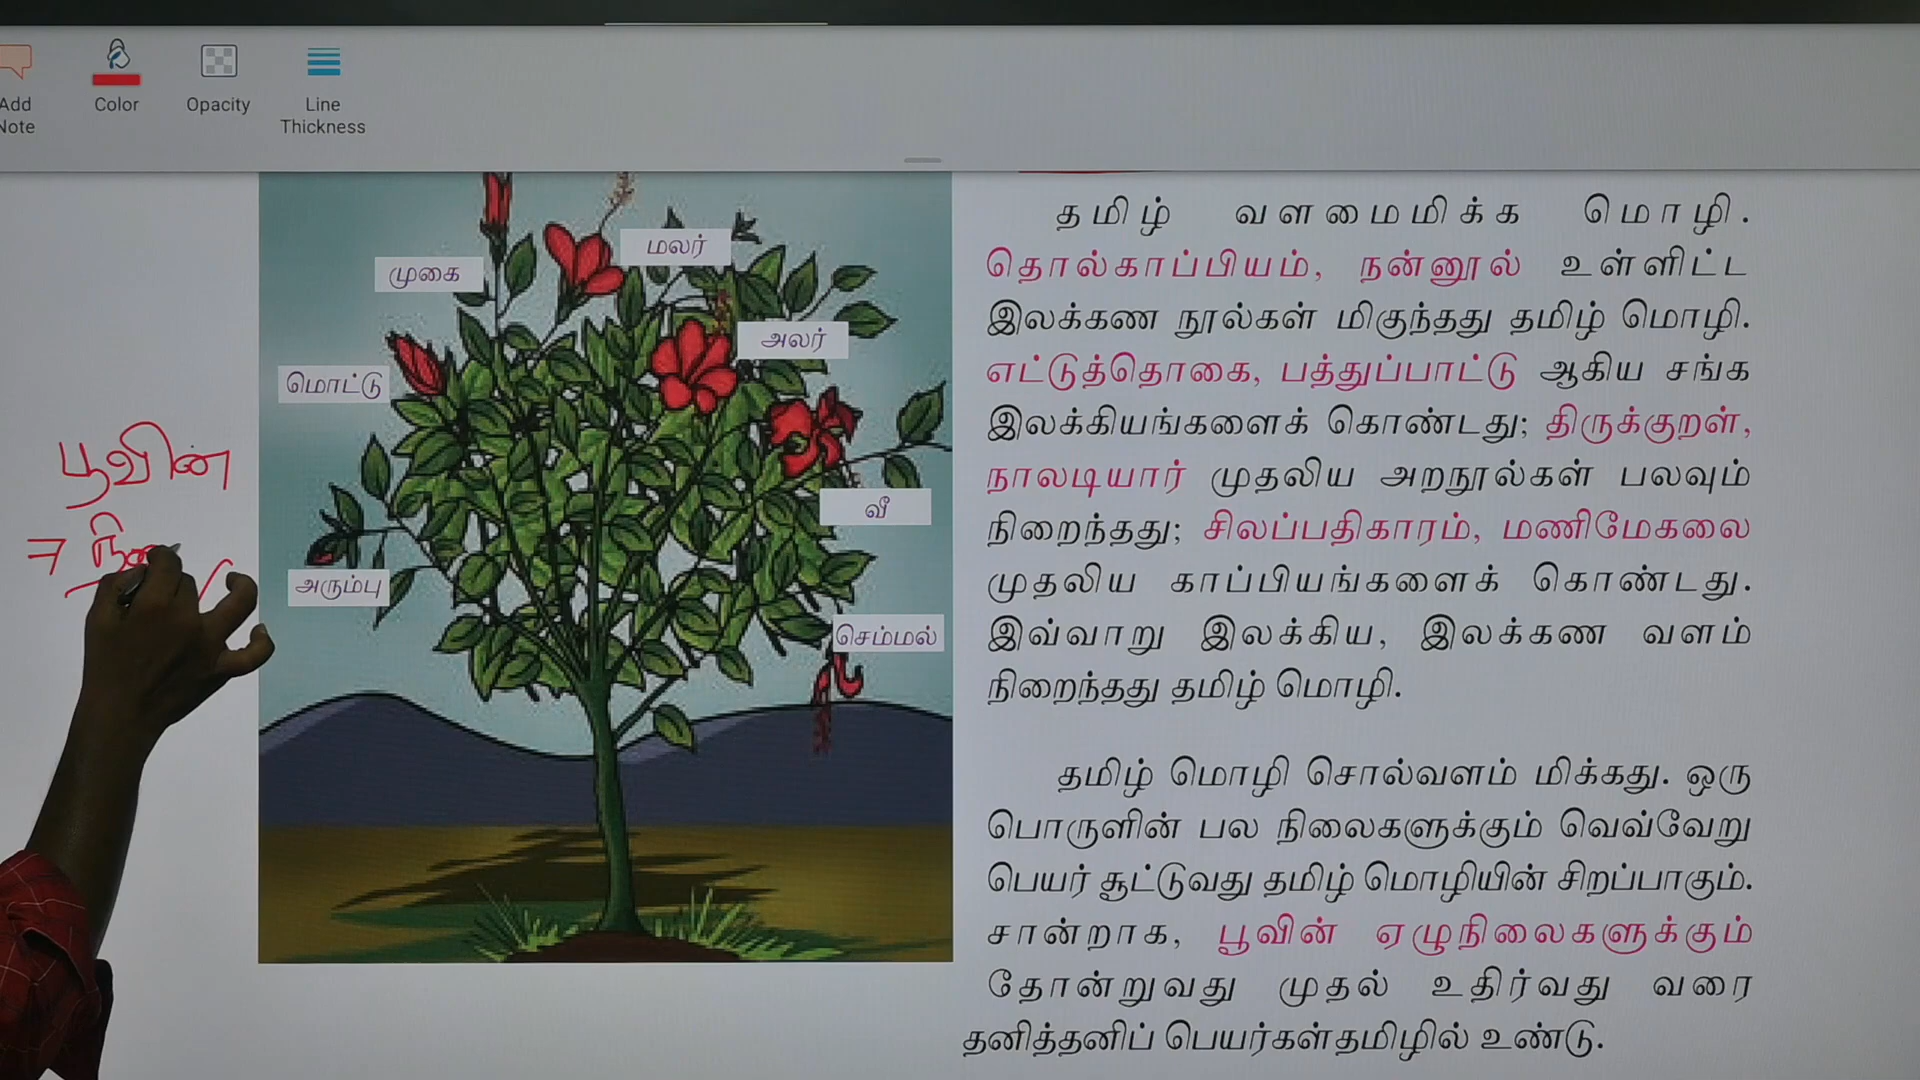 Add
Note
Color
Opacity
Line
Thickness
முகை
மலர்
அலர்
மொட்டு
வீ
அரும்பு
செம்மல்
பூவின்
7
தமிழ் வளமைமிக்க மொழி.
தொல்காப்பியம், நன்னூல் உள்ளிட்ட
இலக்கண நூல்கள் மிகுந்தது தமிழ் மொழி.
எட்டுத்தொகை, பத்துப்பாட்டு ஆகிய சங்க
இலக்கியங்களைக் கொண்டது; திருக்குறள்,
நாலடியார் முதலிய அறநூல்கள் பலவும்
நிறைந்தது; சிலப்பதிகாரம், மணிமேகலை
முதலிய காப்பியங்களைக் கொண்டது.
இவ்வாறு இலக்கிய, இலக்கண வளம்
நிறைந்தது தமிழ் மொழி.
தமிழ் மொழி சொல்வளம் மிக்கது. ஒரு
பொருளின் பல நிலைகளுக்கும் வெவ்வேறு
பெயர் சூட்டுவது தமிழ் மொழியின் சிறப்பாகும்.
சான்றாக, பூவின் ஏழுநிலைகளுக்கும்
தோன்றுவது முதல் உதிர்வது வரை
தனித்தனிப் பெயர்கள்தமிழில் உண்டு.